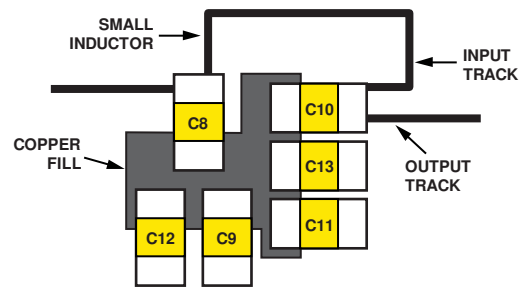 SMALL
INDUCTOR
INPUT
TRACK
C8
C10
COPPER
FILL
C13
OUTPUT
TRACK
C12
C9
C11